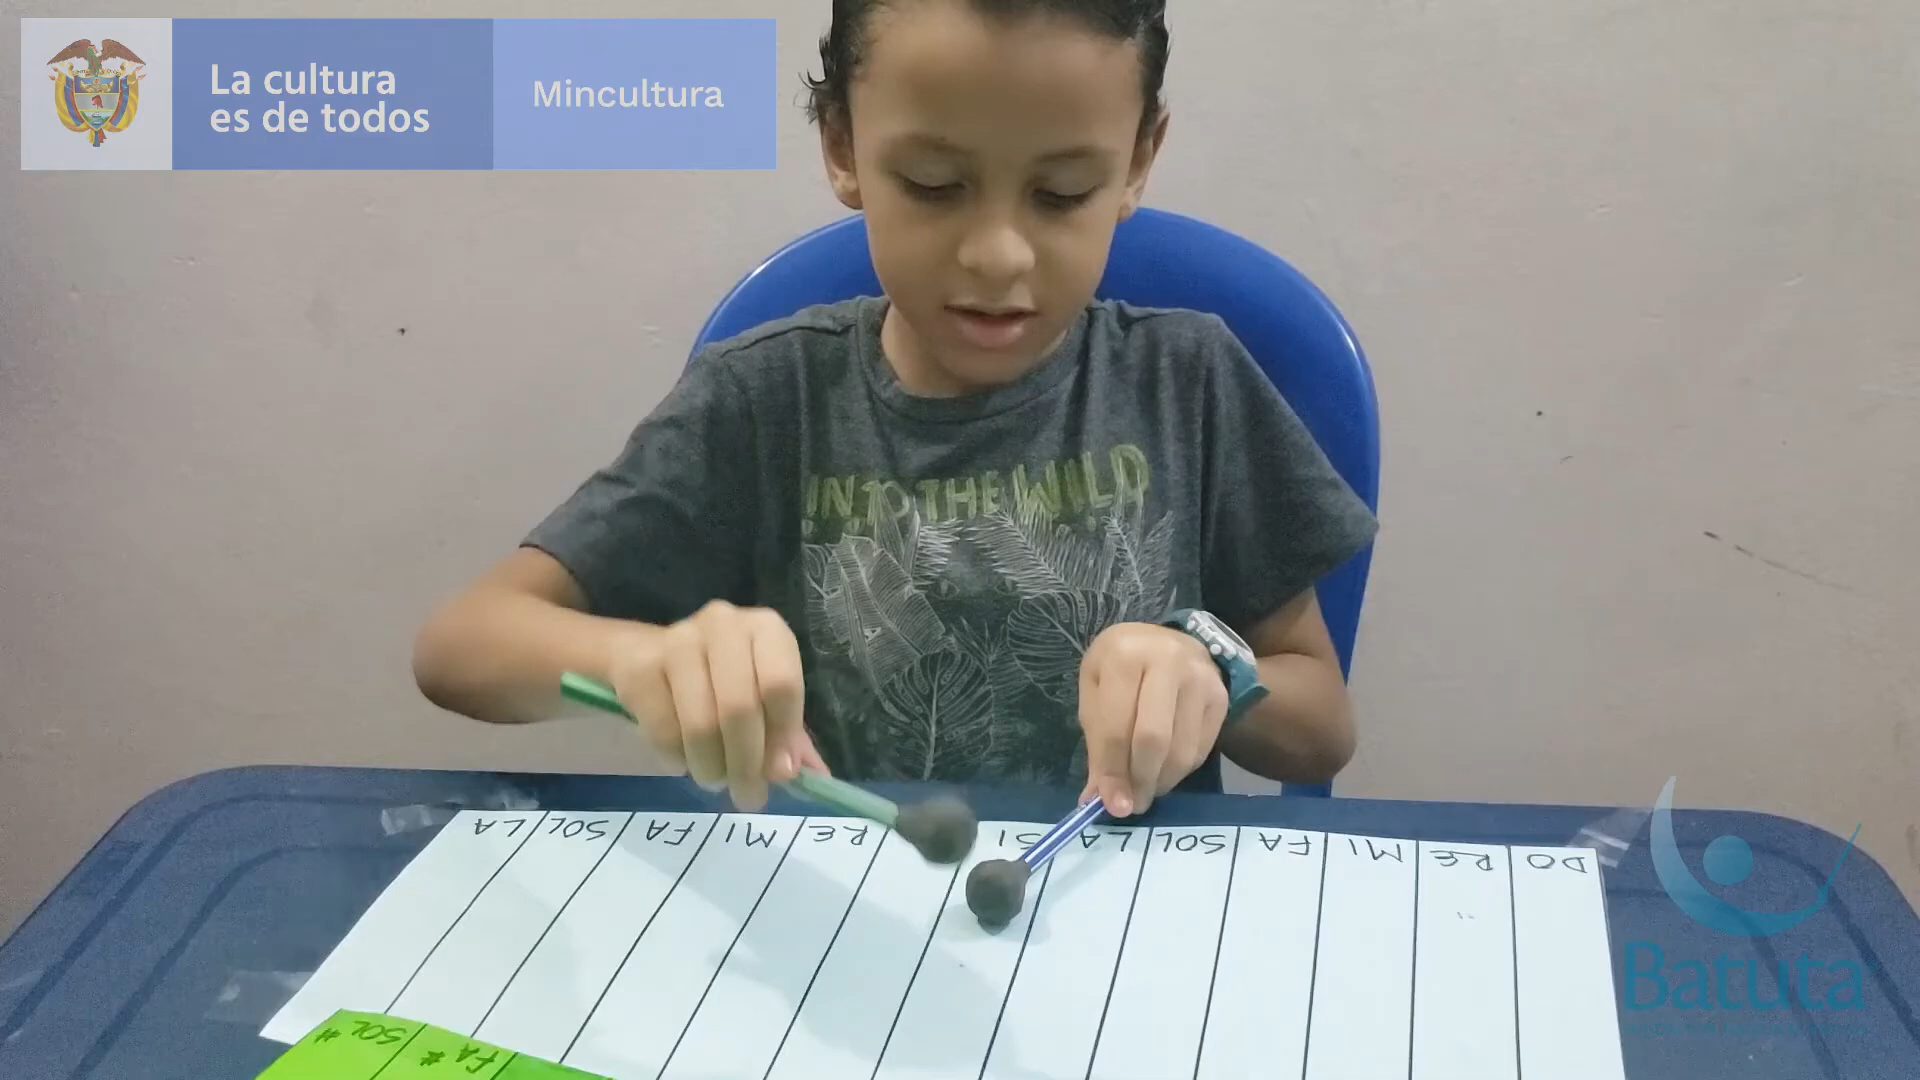 La cultura
es de todos
Mincultura
INTO THE WILD
LA SOL FA MI RE SI LA SOL FA MI RE DO
SOL# FA#
Batuta